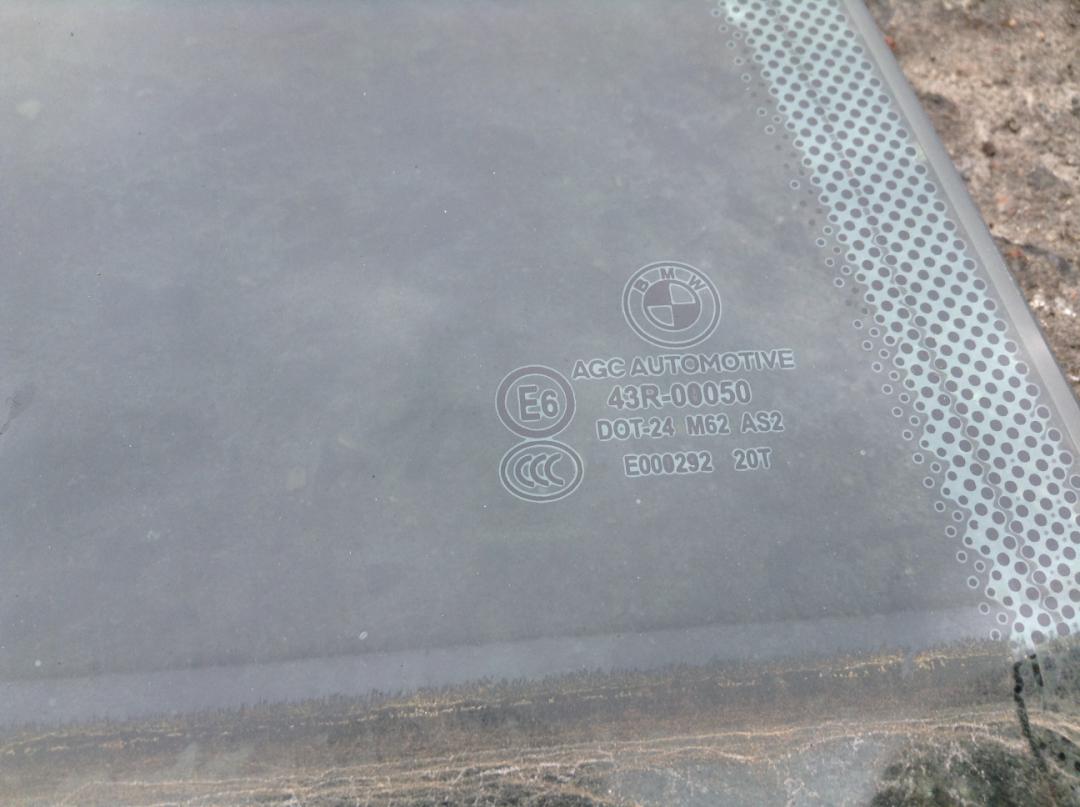 BMW
AGC AUTOMOTIVE
E6 43R-00050
DOT-24 M62 AS2
CCC E000292 20T